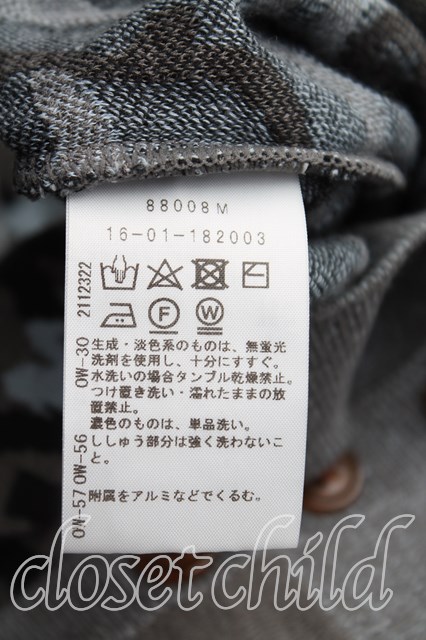 88008M
16-01-182003
2112322
F
W
OW-30
OW-56
OW-57
生成・淡色系のものは、無蛍光
洗剤を使用し、十分にすすぐ。
水洗いの場合タンブル乾燥禁止。
つけ置き洗い・濡れたままの放
置禁止。
濃色のものは、単品洗い。
ししゅう部分は強く洗わないこ
と。
附属をアルミなどでくるむ。
closet child